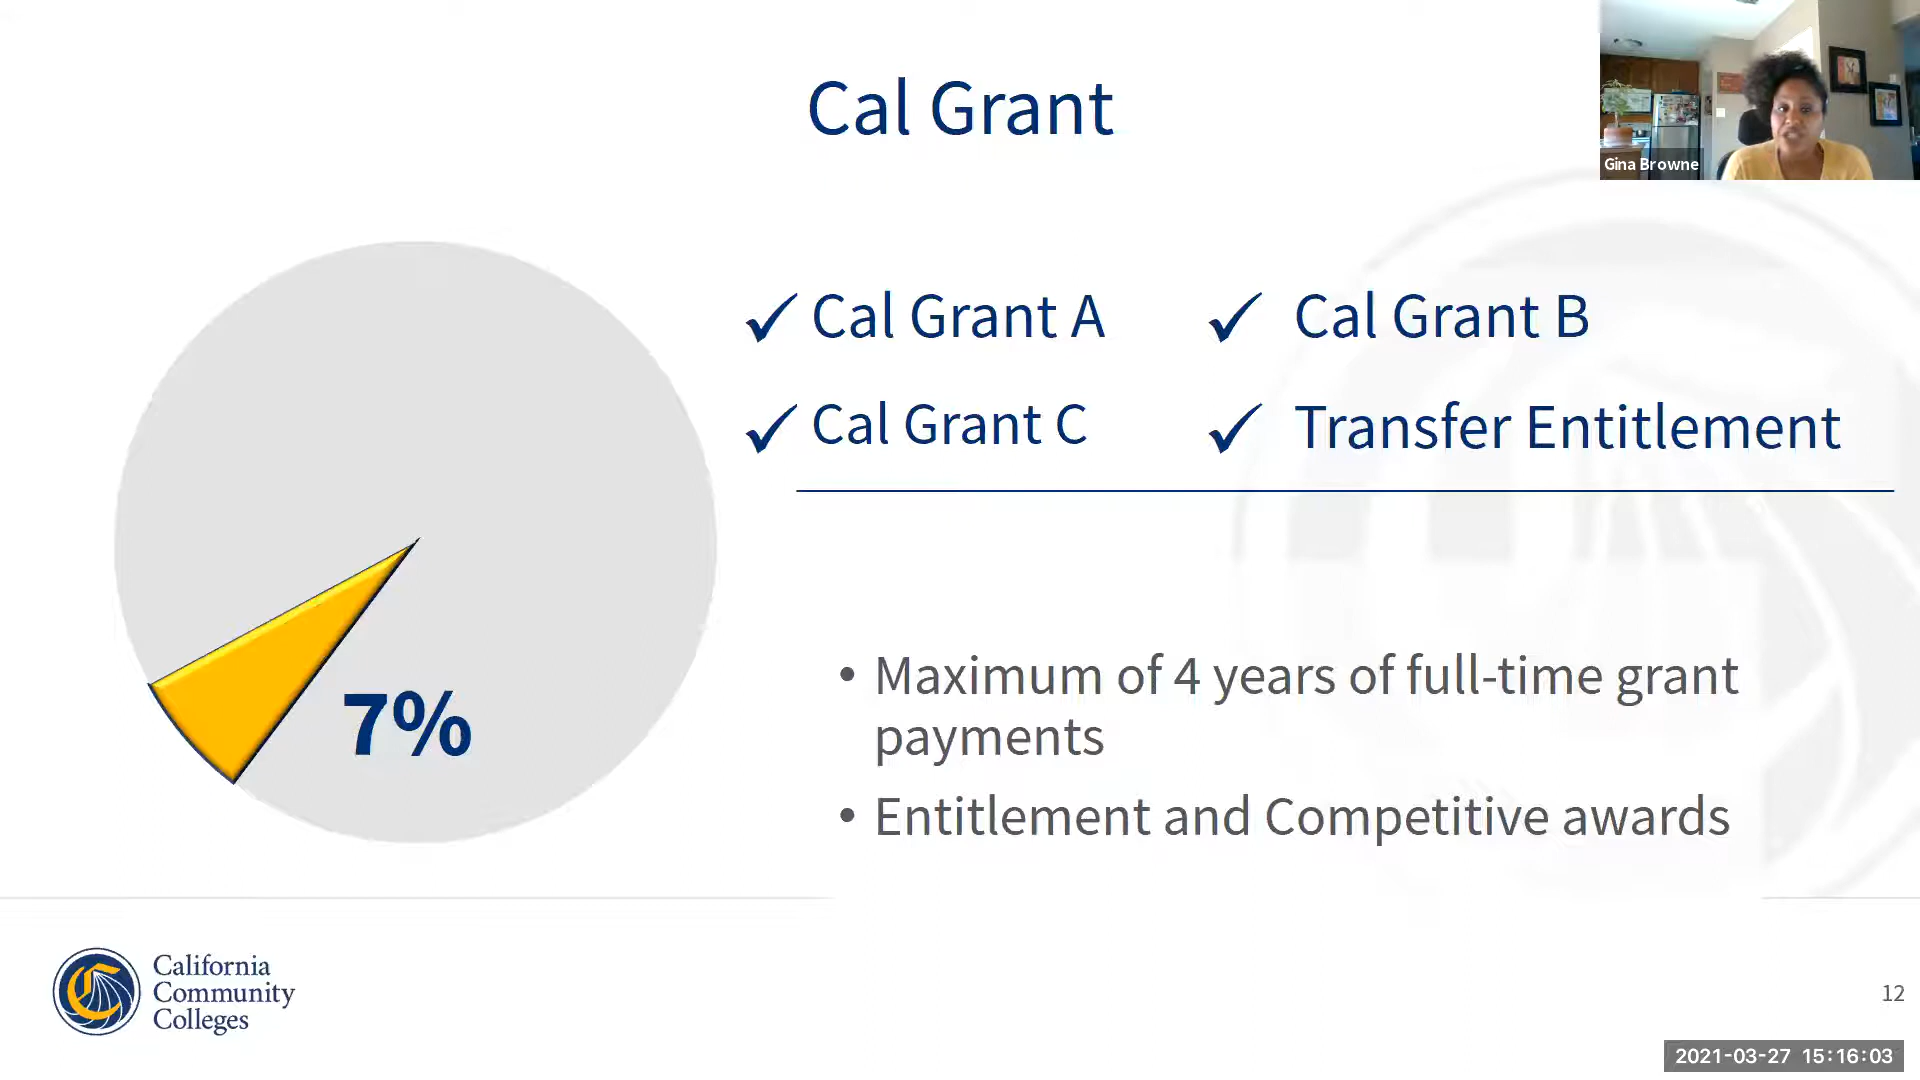 Cal Grant
Gina Browne
Cal Grant A
Cal Grant B
Cal Grant C
Transfer Entitlement
7%
• Maximum of 4 years of full-time grant
payments
• Entitlement and Competitive awards
California
Community
Colleges
12
2021-03-27 15:16:03